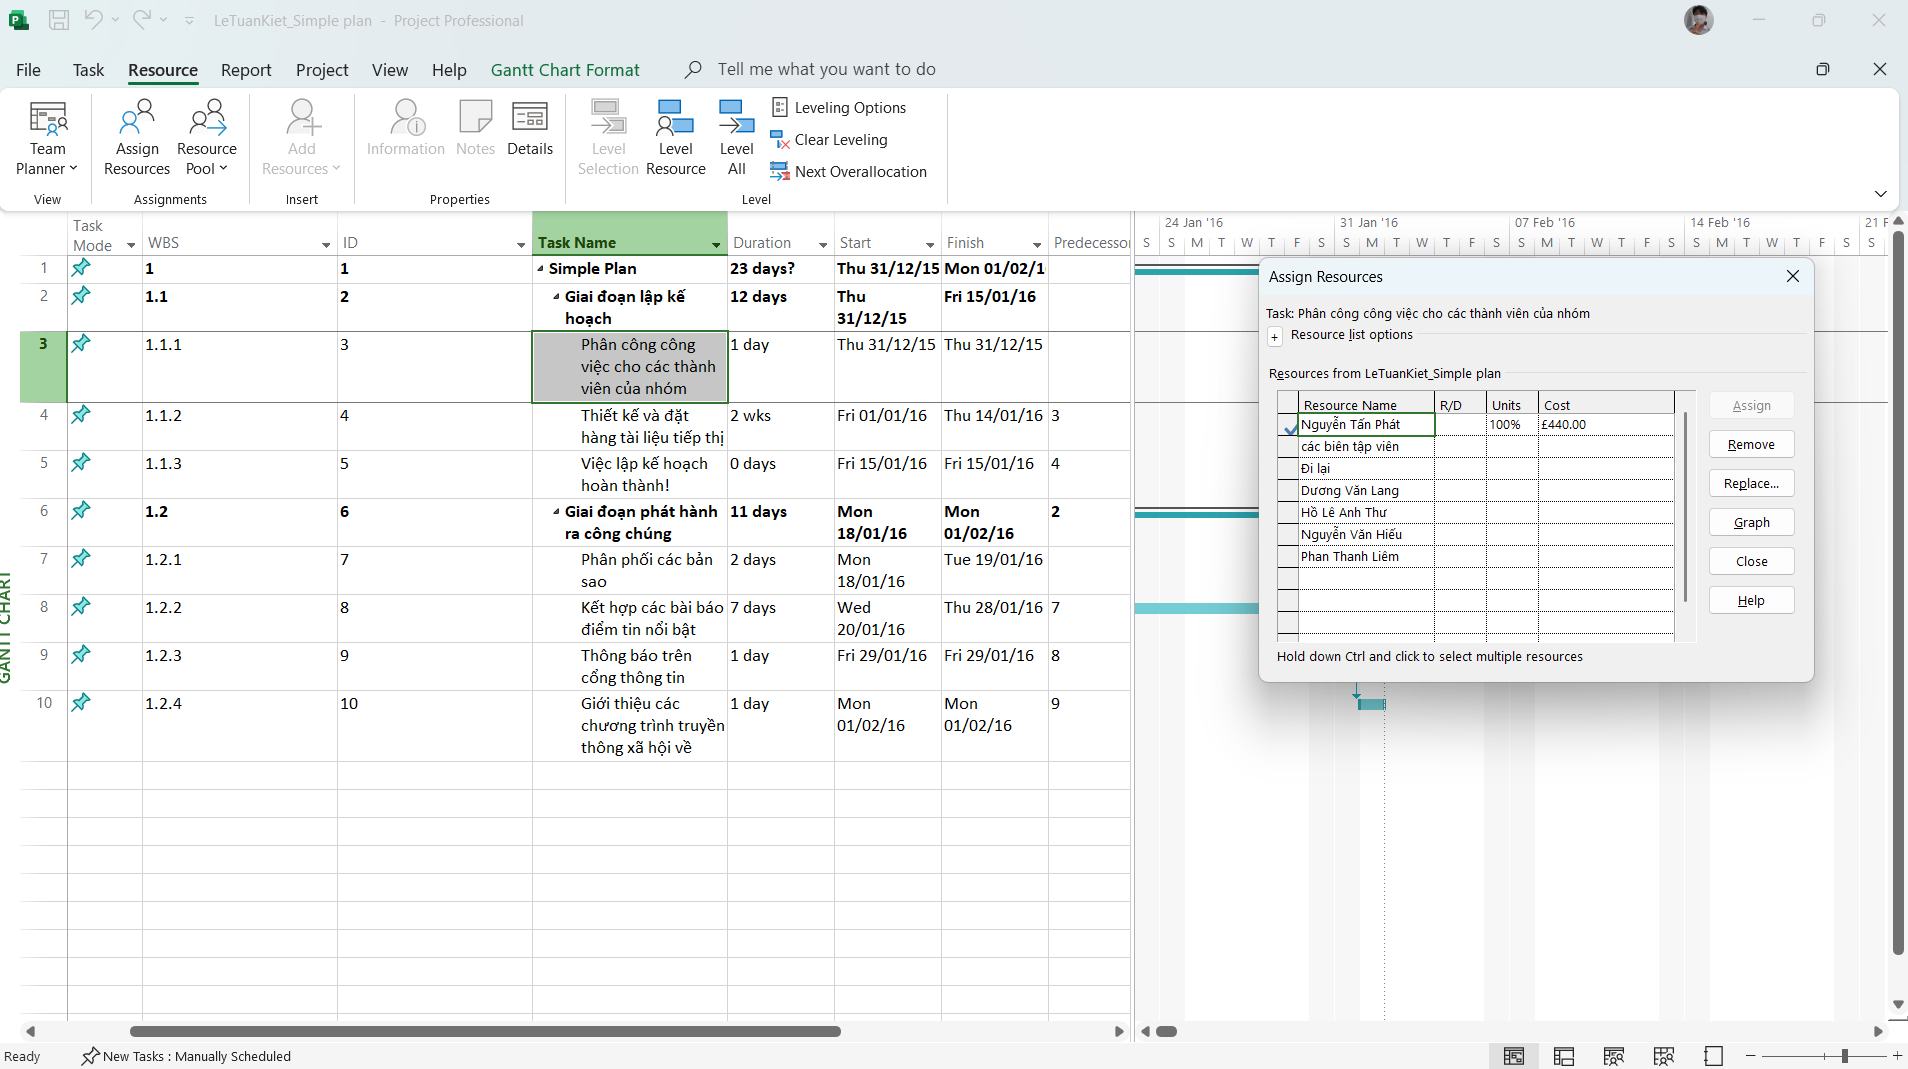 LeTuanKiet_Simple plan - Project Professional
File Task Resource Report Project View Help Gantt Chart Format Tell me what you want to do
Team Planner
View
Assign Resources
Resource Pool
Assignments
Add Resources
Insert
Information
Notes
Details
Properties
Level Selection
Level Resource
Level All
Leveling Options
Clear Leveling
Next Overallocation
Level
Task Mode WBS ID Task Name Duration Start Finish Predecessor
1 1 1 Simple Plan 23 days? Thu 31/12/15 Mon 01/02/1
2 1.1 2 Giai đoạn lập kế hoạch 12 days Thu 31/12/15 Fri 15/01/16
3 1.1.1 3 Phân công công việc cho các thành viên của nhóm 1 day Thu 31/12/15 Thu 31/12/15
4 1.1.2 4 Thiết kế và đặt hàng tài liệu tiếp thị 2 wks Fri 01/01/16 Thu 14/01/16 3
5 1.1.3 5 Việc lập kế hoạch hoàn thành! 0 days Fri 15/01/16 Fri 15/01/16 4
6 1.2 6 Giai đoạn phát hành ra công chúng 11 days Mon 18/01/16 Mon 01/02/16 2
7 1.2.1 7 Phân phối các bản sao 2 days Mon 18/01/16 Tue 19/01/16
8 1.2.2 8 Kết hợp các bài báo điểm tin nổi bật 7 days Wed 20/01/16 Thu 28/01/16 7
9 1.2.3 9 Thông báo trên cổng thông tin 1 day Fri 29/01/16 Fri 29/01/16 8
10 1.2.4 10 Giới thiệu các chương trình truyền thông xã hội về 1 day Mon 01/02/16 Mon 01/02/16 9
GANTT CHART
24 Jan '16 31 Jan '16 07 Feb '16 14 Feb '16 21 F
S S M T W T F S S M T W T F S S M T W T F S S M T W T F S S
Assign Resources
Task: Phân công công việc cho các thành viên của nhóm
+ Resource list options
Resources from LeTuanKiet_Simple plan
Resource Name R/D Units Cost
Nguyễn Tấn Phát 100% £440.00
các biên tập viên
Đi lại
Dương Văn Lang
Hồ Lê Anh Thư
Nguyễn Văn Hiếu
Phan Thanh Liêm
Assign
Remove
Replace...
Graph
Close
Help
Hold down Ctrl and click to select multiple resources
Ready New Tasks : Manually Scheduled